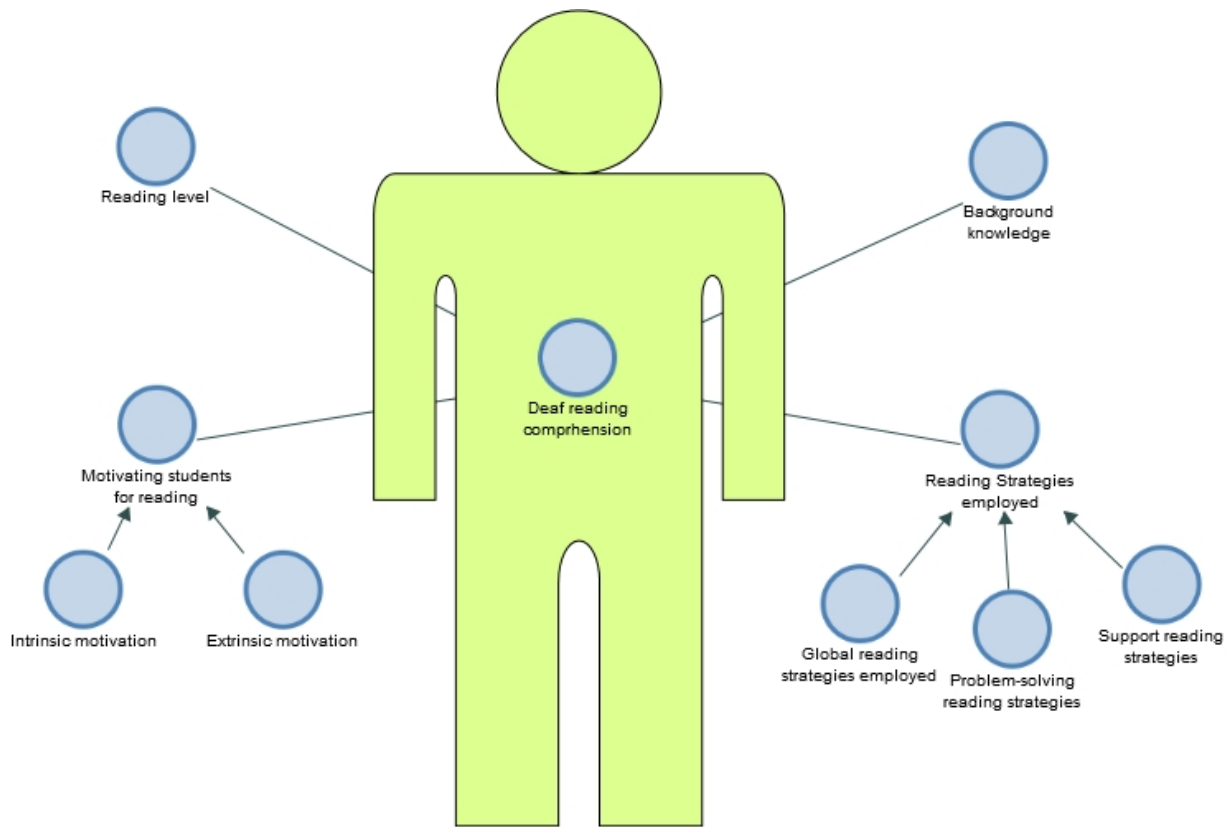 Reading level
Background
knowledge
Deaf reading
comprhension
Motivating students
for reading
Reading Strategies
employed
Intrinsic motivation
Extrinsic motivation
Global reading
strategies employed
Problem-solving
reading strategies
Support reading
strategies